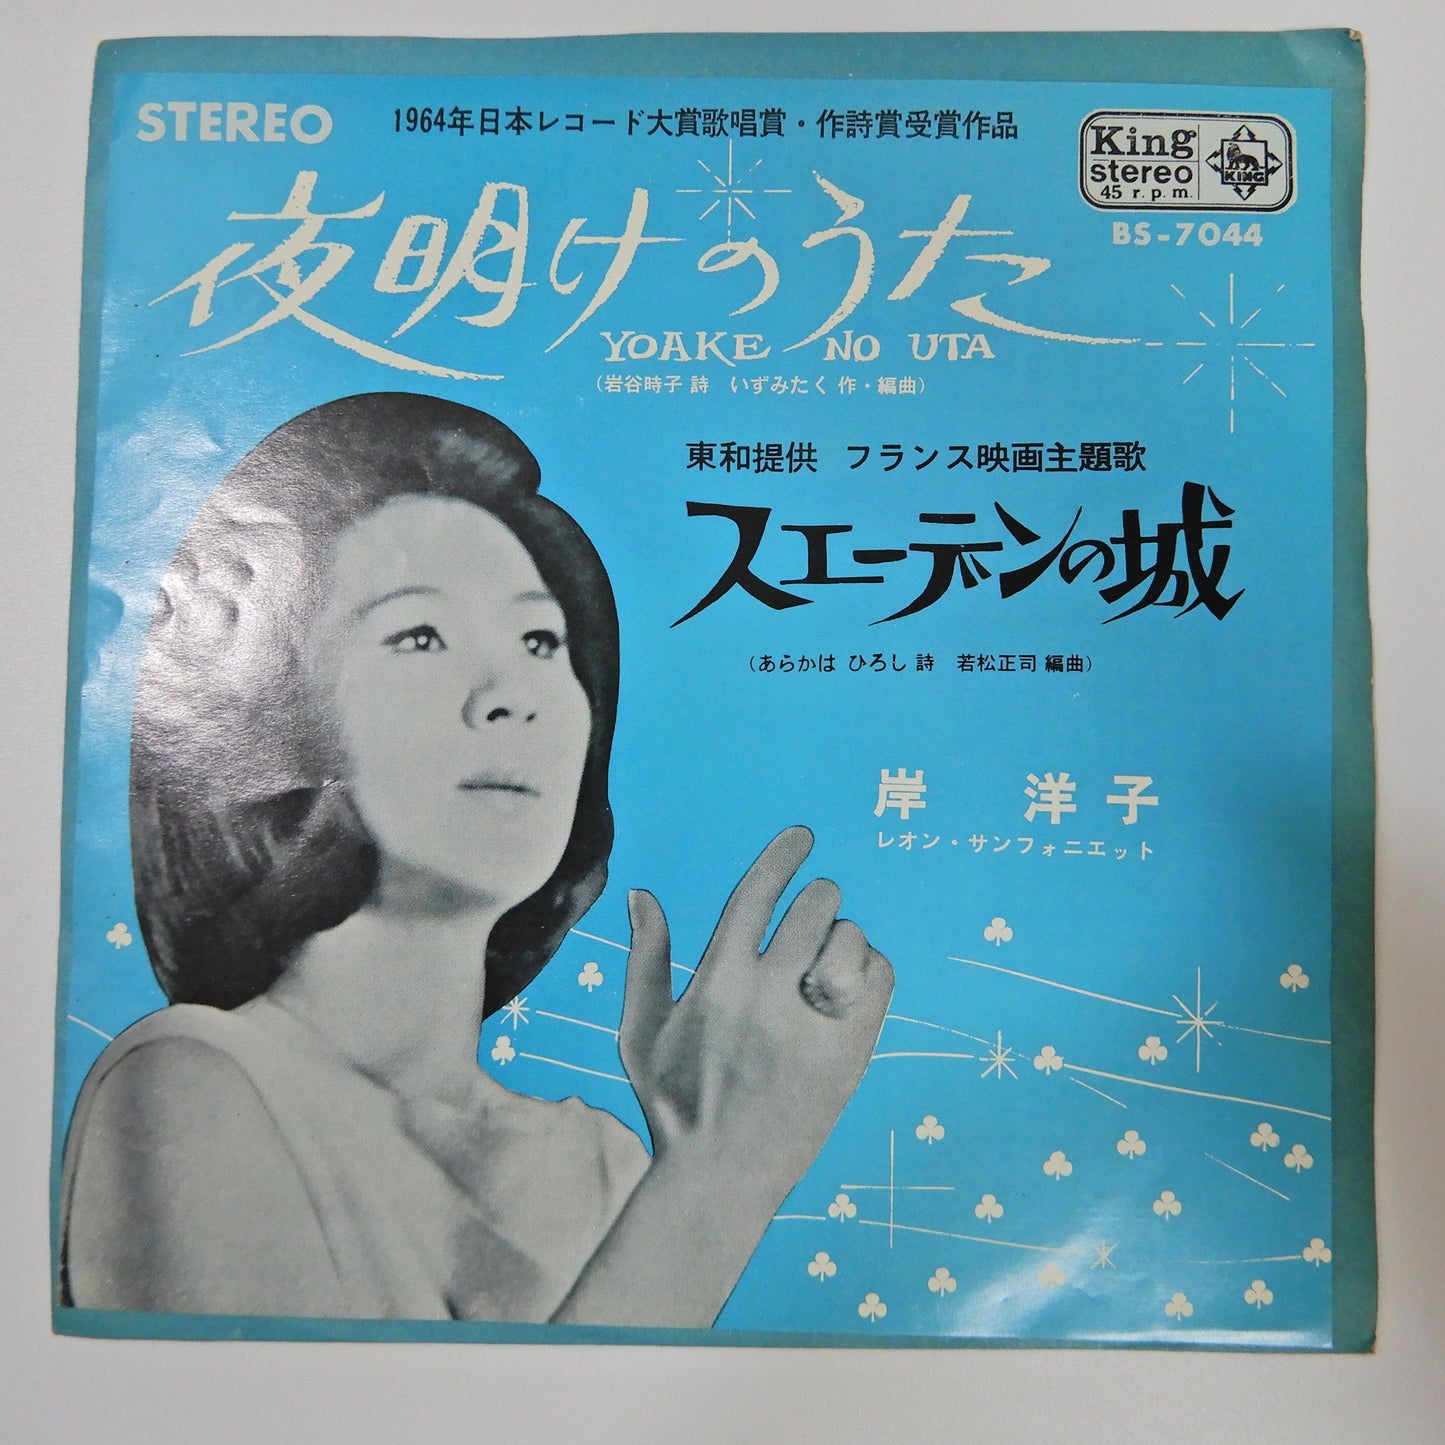 STEREO
1964年日本レコード大賞歌唱賞・作詩賞受賞作品
King
stereo
45 r.p.m.
KING
BS-7044
夜明けのうた
YOAKE NO UTA
(岩谷時子 詩 いずみたく 作・編曲)
東和提供 フランス映画主題歌
スエーデンの城
(あらかは ひろし 詩 若松正司 編曲)
岸 洋子
レオン・サンフォニエット